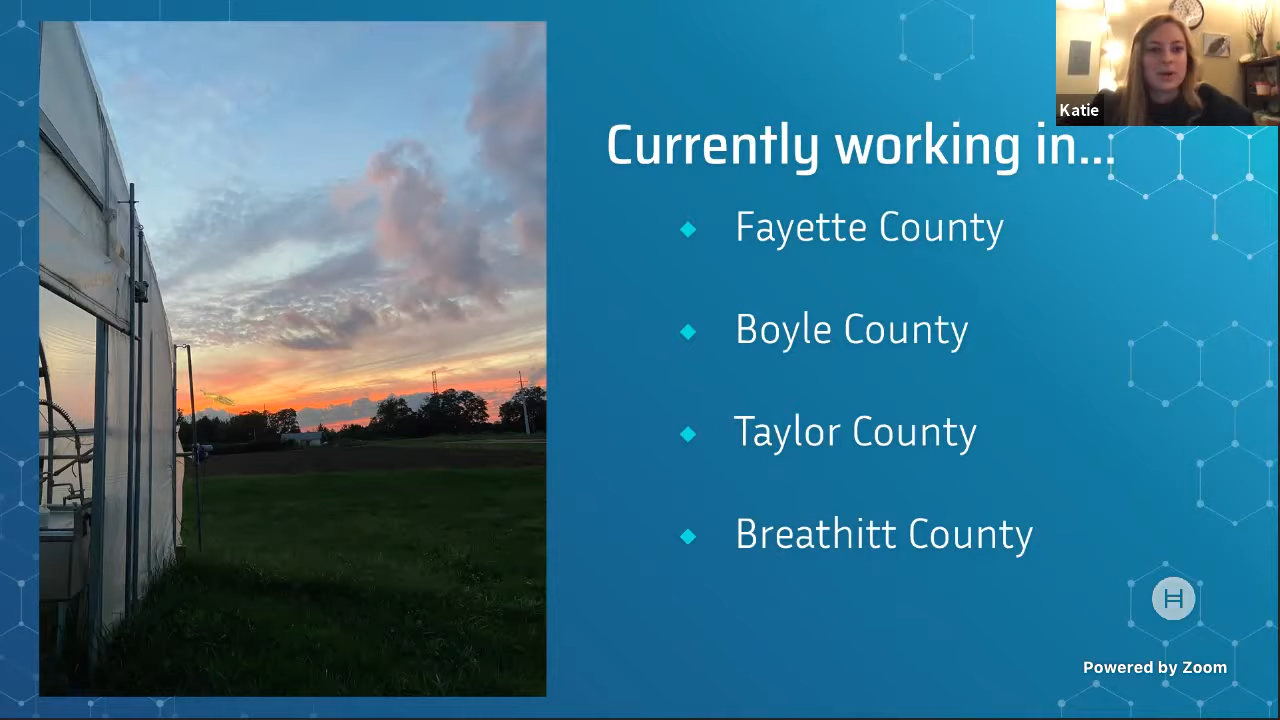 Katie
Currently working in...
Fayette County
Boyle County
Taylor County
Breathitt County
H
Powered by Zoom